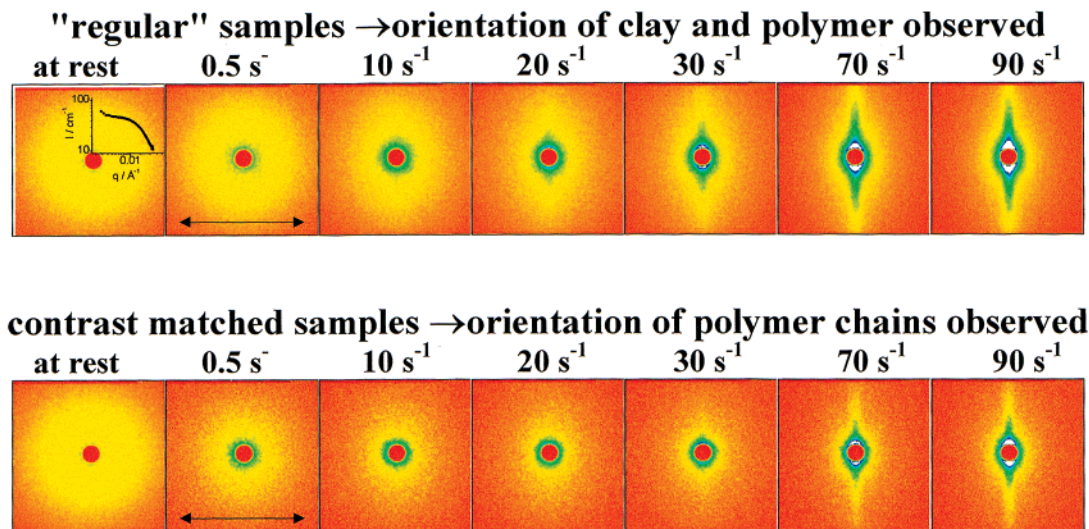 "regular" samples →orientation of clay and polymer observed
at rest 0.5 s⁻¹ 10 s⁻¹ 20 s⁻¹ 30 s⁻¹ 70 s⁻¹ 90 s⁻¹
100
I / cm⁻¹
10
0.01
q / A⁻¹
contrast matched samples →orientation of polymer chains observed
at rest 0.5 s⁻ 10 s⁻¹ 20 s⁻¹ 30 s⁻¹ 70 s⁻¹ 90 s⁻¹